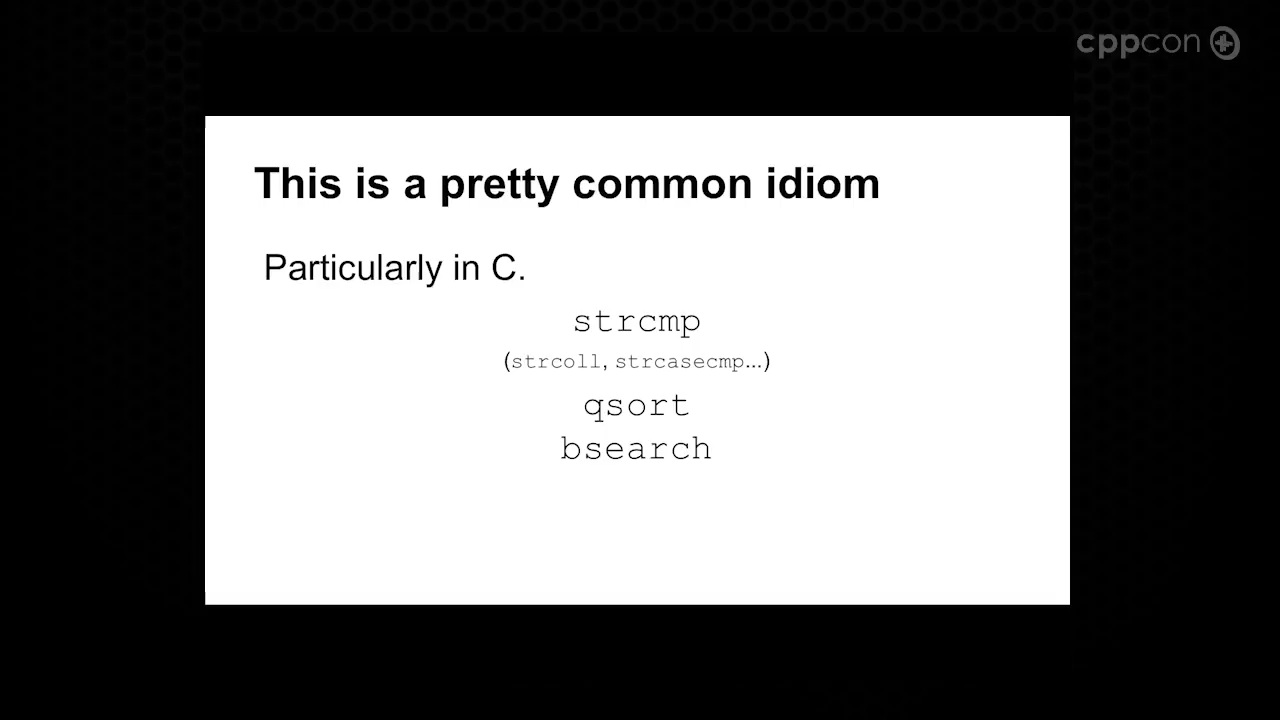 cppcon
This is a pretty common idiom
Particularly in C.
strcmp
(strcoll, strcasecmp...)
qsort
bsearch